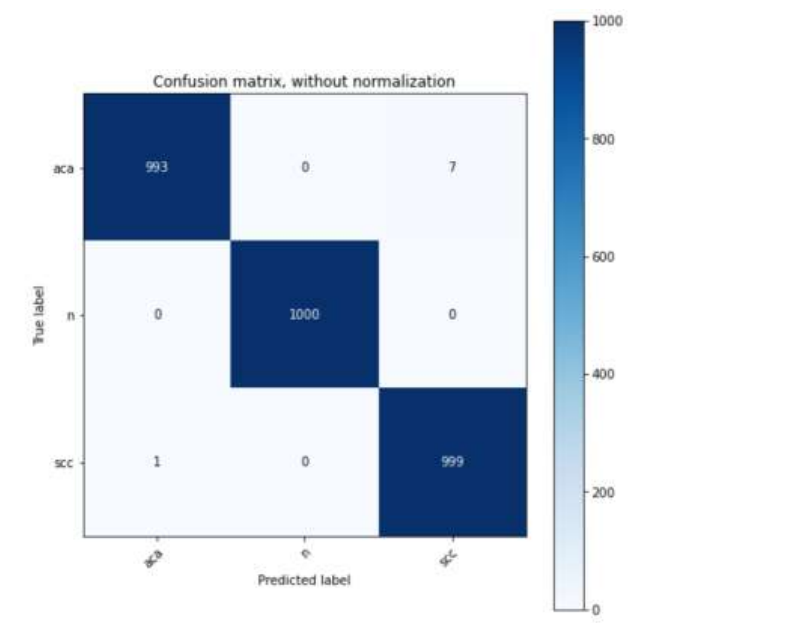 Confusion matrix, without normalization
aca 993 0 7
n 0 1000 0
scc 1 0 999
aca n scc
Predicted label
True label
1000
800
600
400
200
0